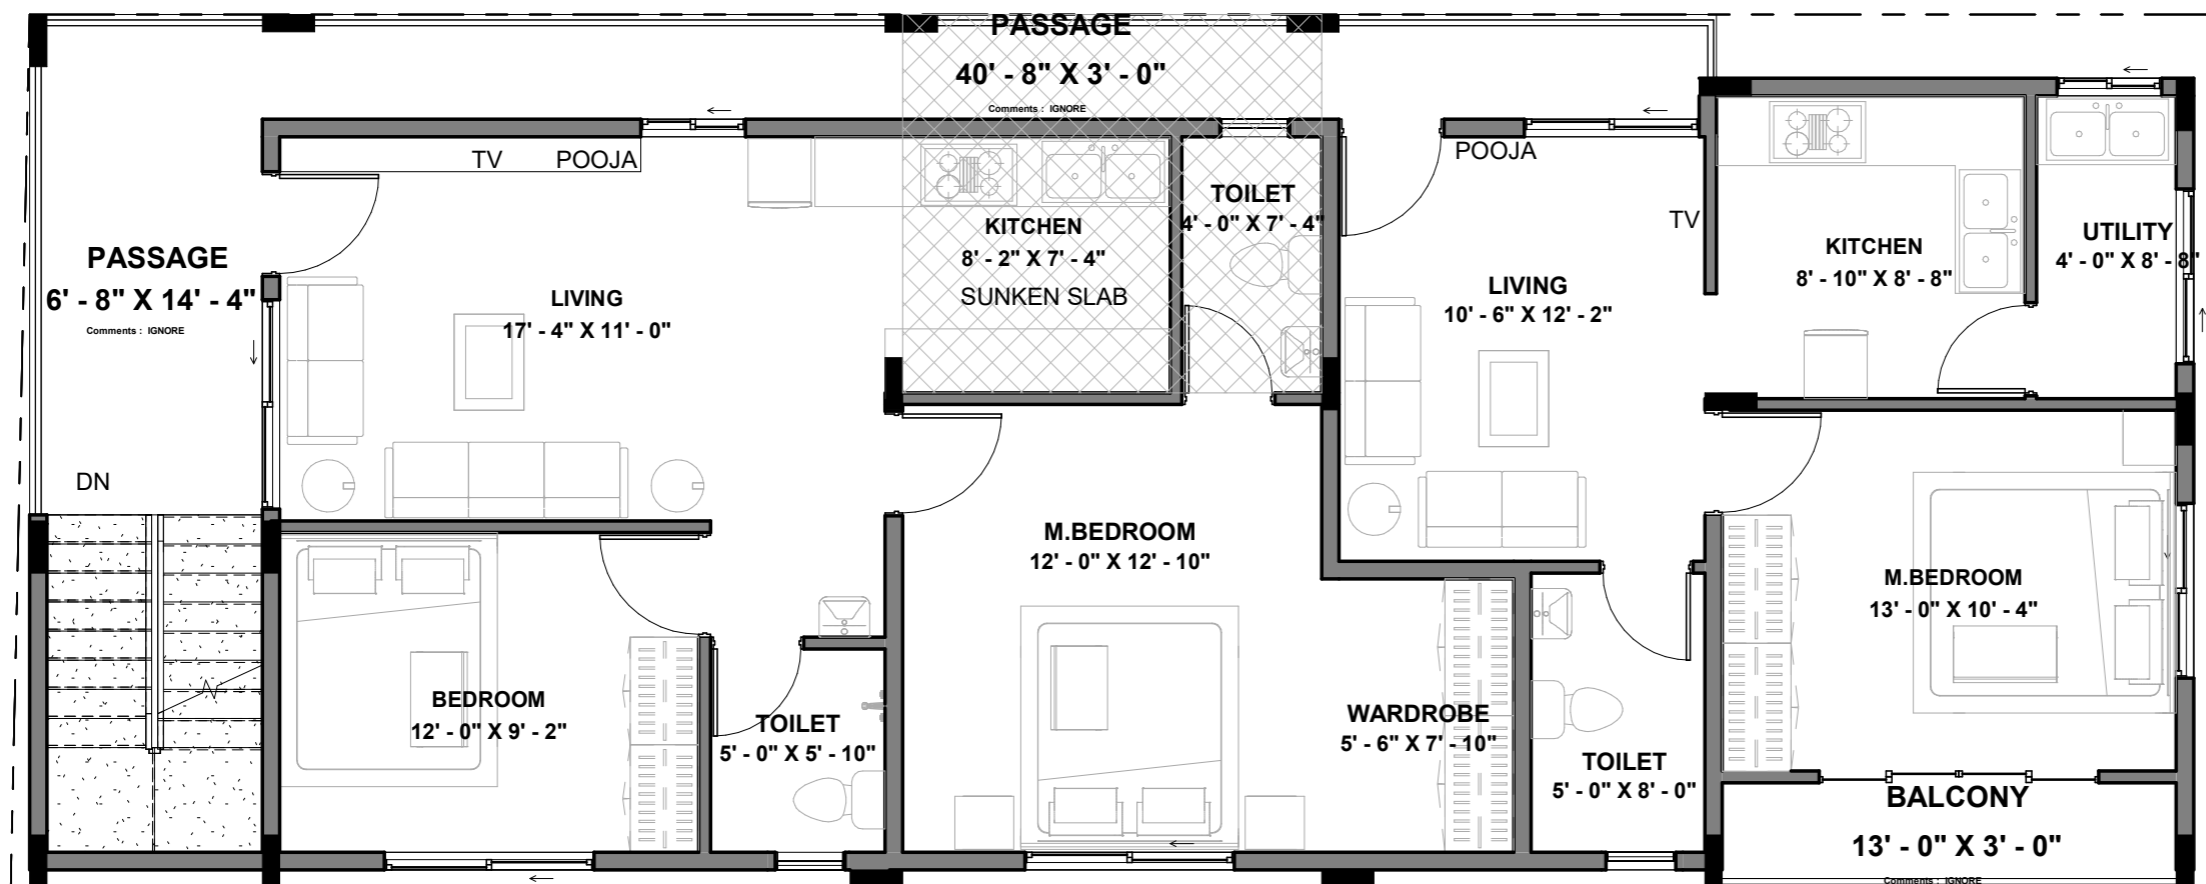 PASSAGE
40' - 8" X 3' - 0"
Comments : IGNORE
TV POOJA
POOJA
TOILET
4' - 0" X 7' - 4"
TV
KITCHEN
8' - 2" X 7' - 4"
SUNKEN SLAB
KITCHEN
8' - 10" X 8' - 8"
UTILITY
4' - 0" X 8' - 8"
PASSAGE
6' - 8" X 14' - 4"
Comments : IGNORE
LIVING
17' - 4" X 11' - 0"
LIVING
10' - 6" X 12' - 2"
DN
M.BEDROOM
12' - 0" X 12' - 10"
M.BEDROOM
13' - 0" X 10' - 4"
BEDROOM
12' - 0" X 9' - 2"
TOILET
5' - 0" X 5' - 10"
WARDROBE
5' - 6" X 7' - 10"
TOILET
5' - 0" X 8' - 0"
BALCONY
13' - 0" X 3' - 0"
Comments : IGNORE